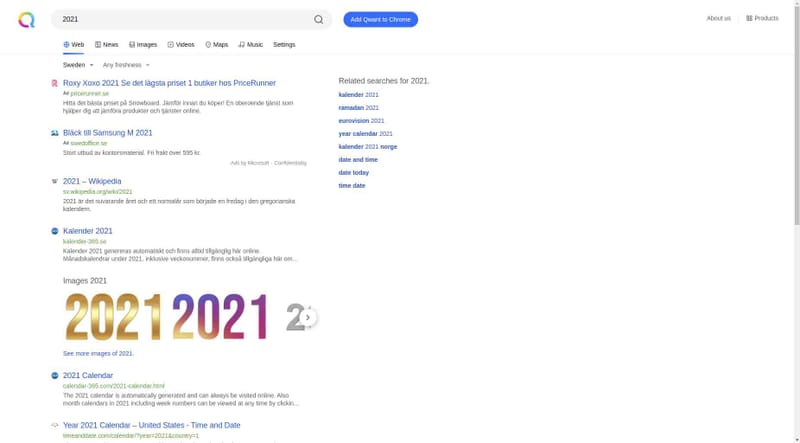 2021
Add Qwant to Chrome
About us
Products
Web
News
Images
Videos
Maps
Music
Settings
Sweden
Any freshness
Roxy Xoxo 2021 Se det lägsta priset 1 butiker hos PriceRunner
Ad pricerunner.se
Hitta det bästa priset på Snowboard. Jämför innan du köper! En oberoende tjänst som
hjälper dig att jämföra produkter och tjänster online.
Bläck till Samsung M 2021
Ad swedoffice.se
Stort utbud av kontorsmaterial. Fri frakt över 595 kr.
Ads by Microsoft - Confidentiality
2021 – Wikipedia
sv.wikipedia.org/wiki/2021
2021 är det nuvarande året och ett normalår som började en fredag i den gregorianska
kalendern.
Kalender 2021
kalender-365.se
Kalender 2021 genereras automatiskt och finns alltid tillgänglig här online.
Månadskalendrar under 2021, inklusive veckonummer, finns också tillgängliga här om...
Images 2021
2021
2021
See more images of 2021.
2021 Calendar
calendar-365.com/2021-calendar.html
The 2021 calendar is automatically generated and can always be visited online. Also
month calendars in 2021 including week numbers can be viewed at any time by clickin...
Year 2021 Calendar – United States - Time and Date
timeanddate.com/calendar/?year=2021&country=1
Related searches for 2021.
kalender 2021
ramadan 2021
eurovision 2021
year calendar 2021
kalender 2021 norge
date and time
date today
time date